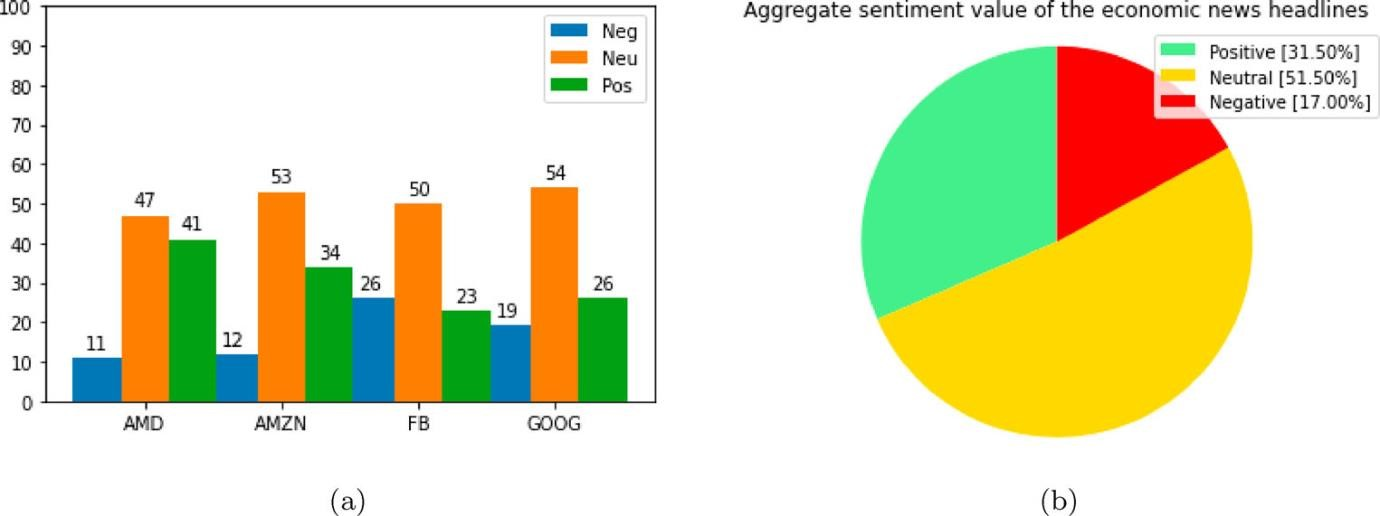 100
90
80
70
60
50
40
30
20
10
0
Neg
Neu
Pos
11
47
41
12
53
34
26
50
23
19
54
26
AMD
AMZN
FB
GOOG
(a)
Aggregate sentiment value of the economic news headlines
Positive [31.50%]
Neutral [51.50%]
Negative [17.00%]
(b)